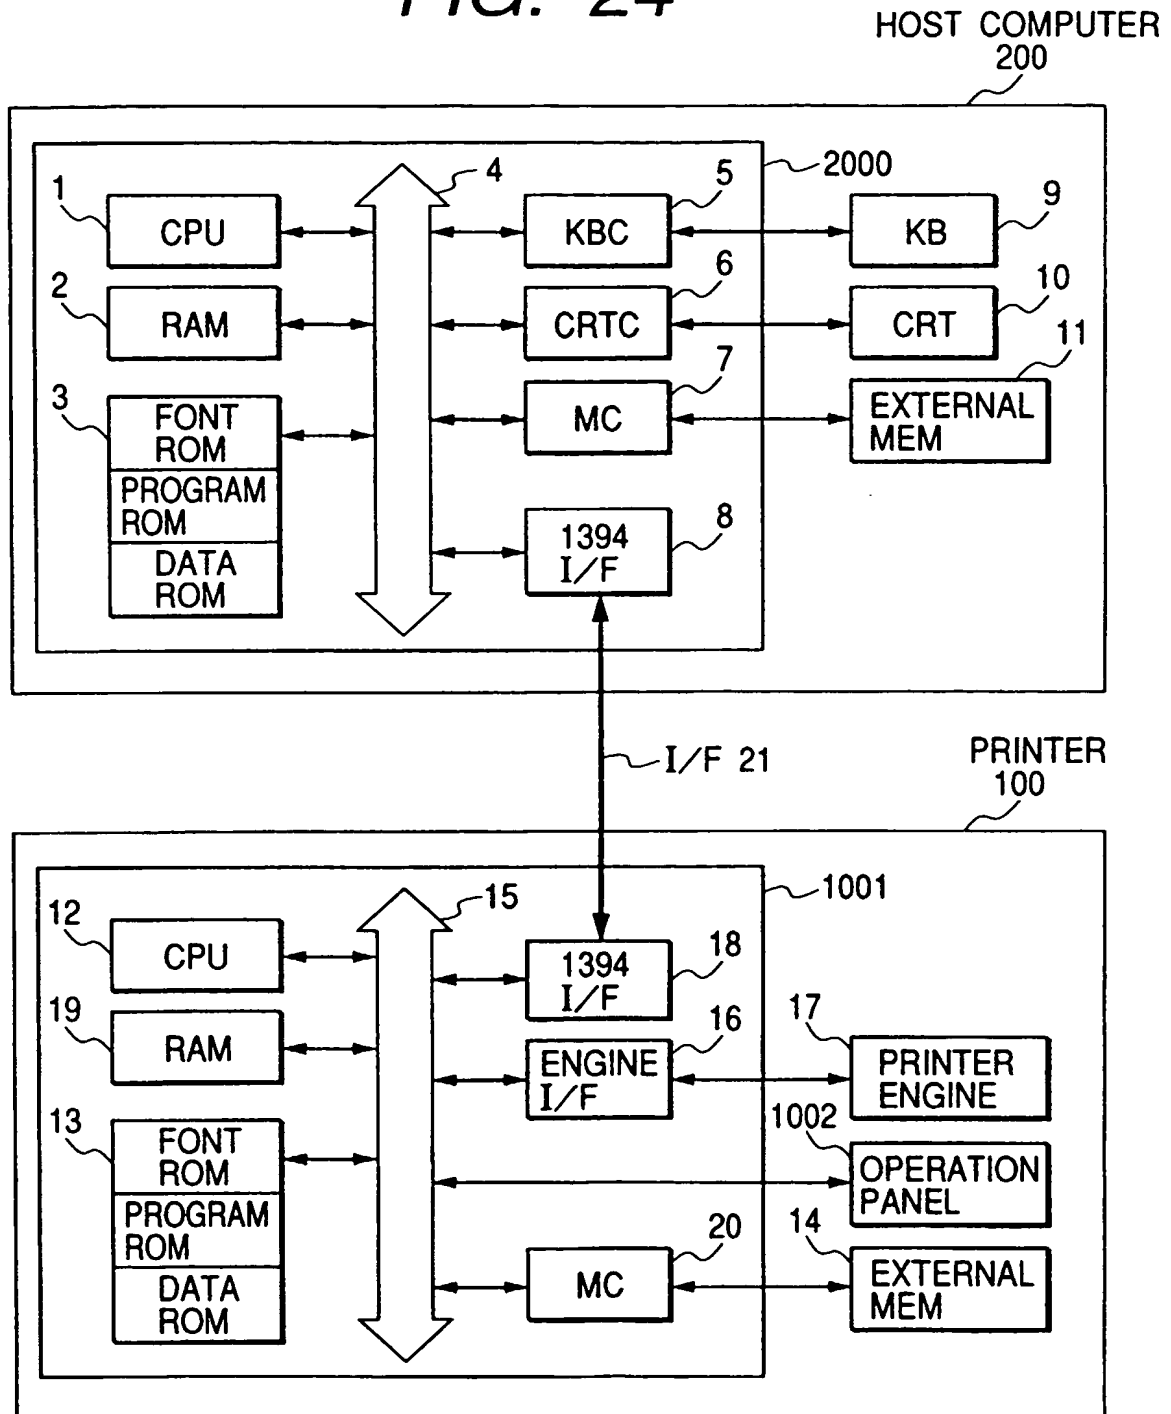 FIG. 24
HOST COMPUTER
200
2000
1
CPU
4
5
KBC
9
KB
2
RAM
6
CRTC
10
CRT
3
FONT
ROM
PROGRAM
ROM
DATA
ROM
7
MC
11
EXTERNAL
MEM
8
1394
I/F
I/F 21
PRINTER
100
1001
12
CPU
15
18
1394
I/F
19
RAM
16
ENGINE
I/F
17
PRINTER
ENGINE
13
FONT
ROM
PROGRAM
ROM
DATA
ROM
1002
OPERATION
PANEL
20
MC
14
EXTERNAL
MEM